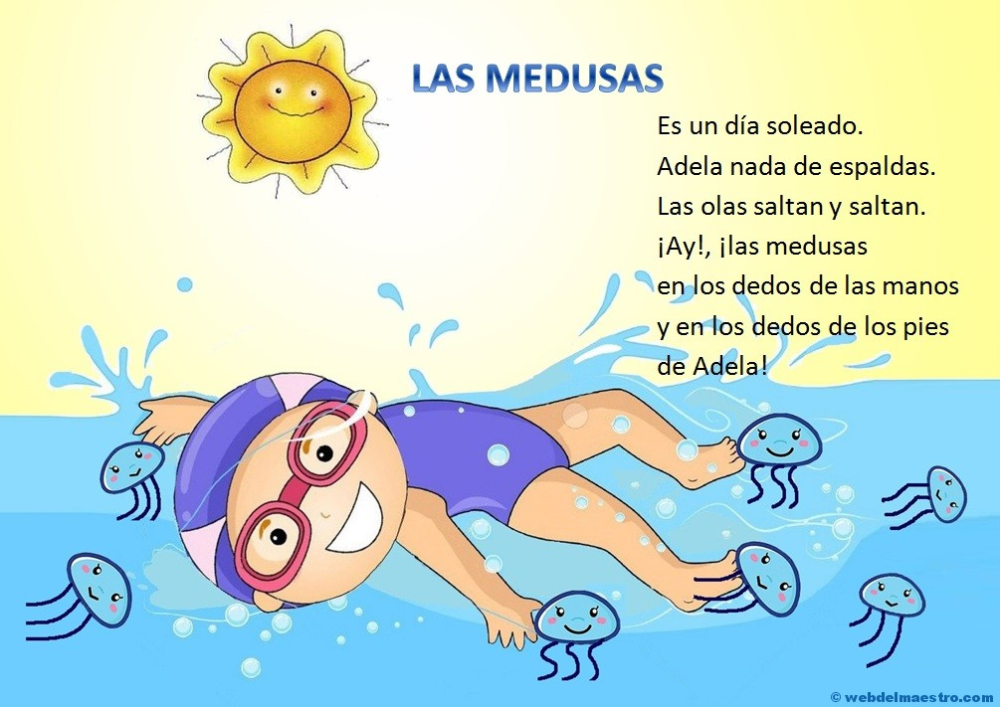 LAS MEDUSAS
Es un día soleado.
Adela nada de espaldas.
Las olas saltan y saltan.
¡Ay!, ¡las medusas
en los dedos de las manos
y en los dedos de los pies
de Adela!
© webdelmaestro.com